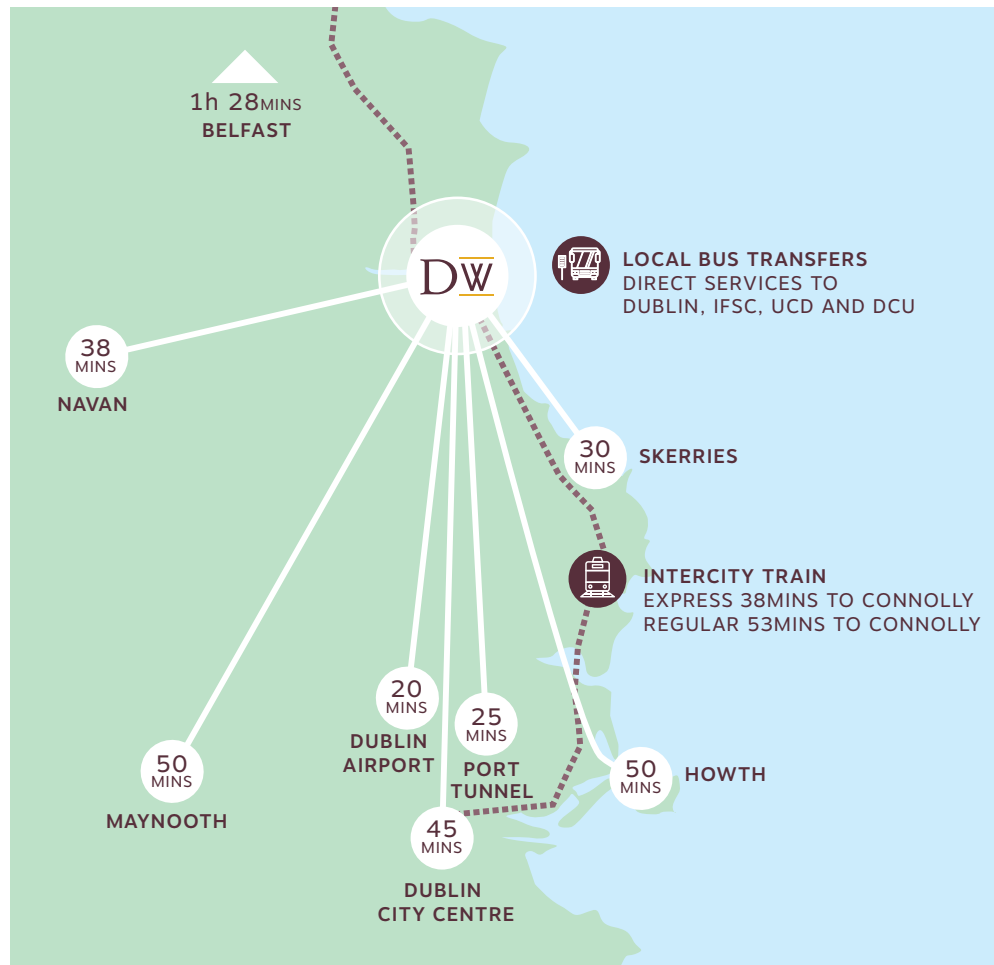 1h 28MINS
BELFAST
DW
LOCAL BUS TRANSFERS
DIRECT SERVICES TO
DUBLIN, IFSC, UCD AND DCU
38
MINS
NAVAN
30
MINS
SKERRIES
INTERCITY TRAIN
EXPRESS 38MINS TO CONNOLLY
REGULAR 53MINS TO CONNOLLY
20
MINS
DUBLIN
AIRPORT
25
MINS
PORT
TUNNEL
50
MINS
MAYNOOTH
50
MINS
HOWTH
45
MINS
DUBLIN
CITY CENTRE